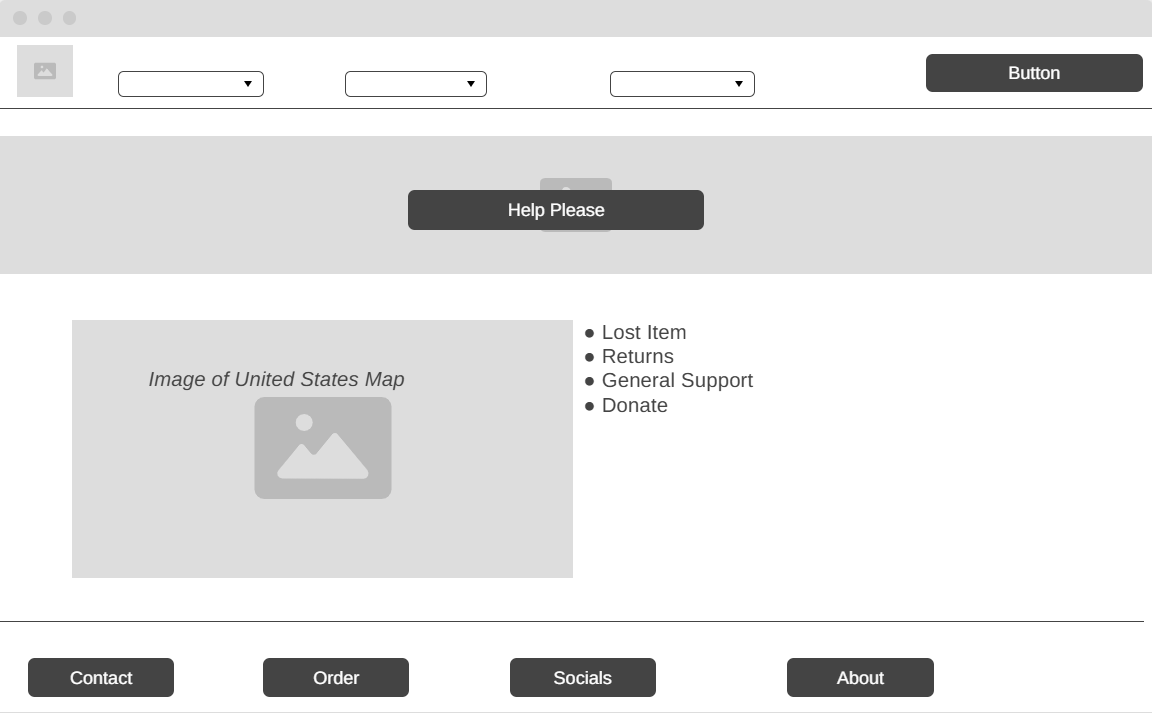 Button
Help Please
Image of United States Map
● Lost Item
● Returns
● General Support
● Donate
Contact
Order
Socials
About